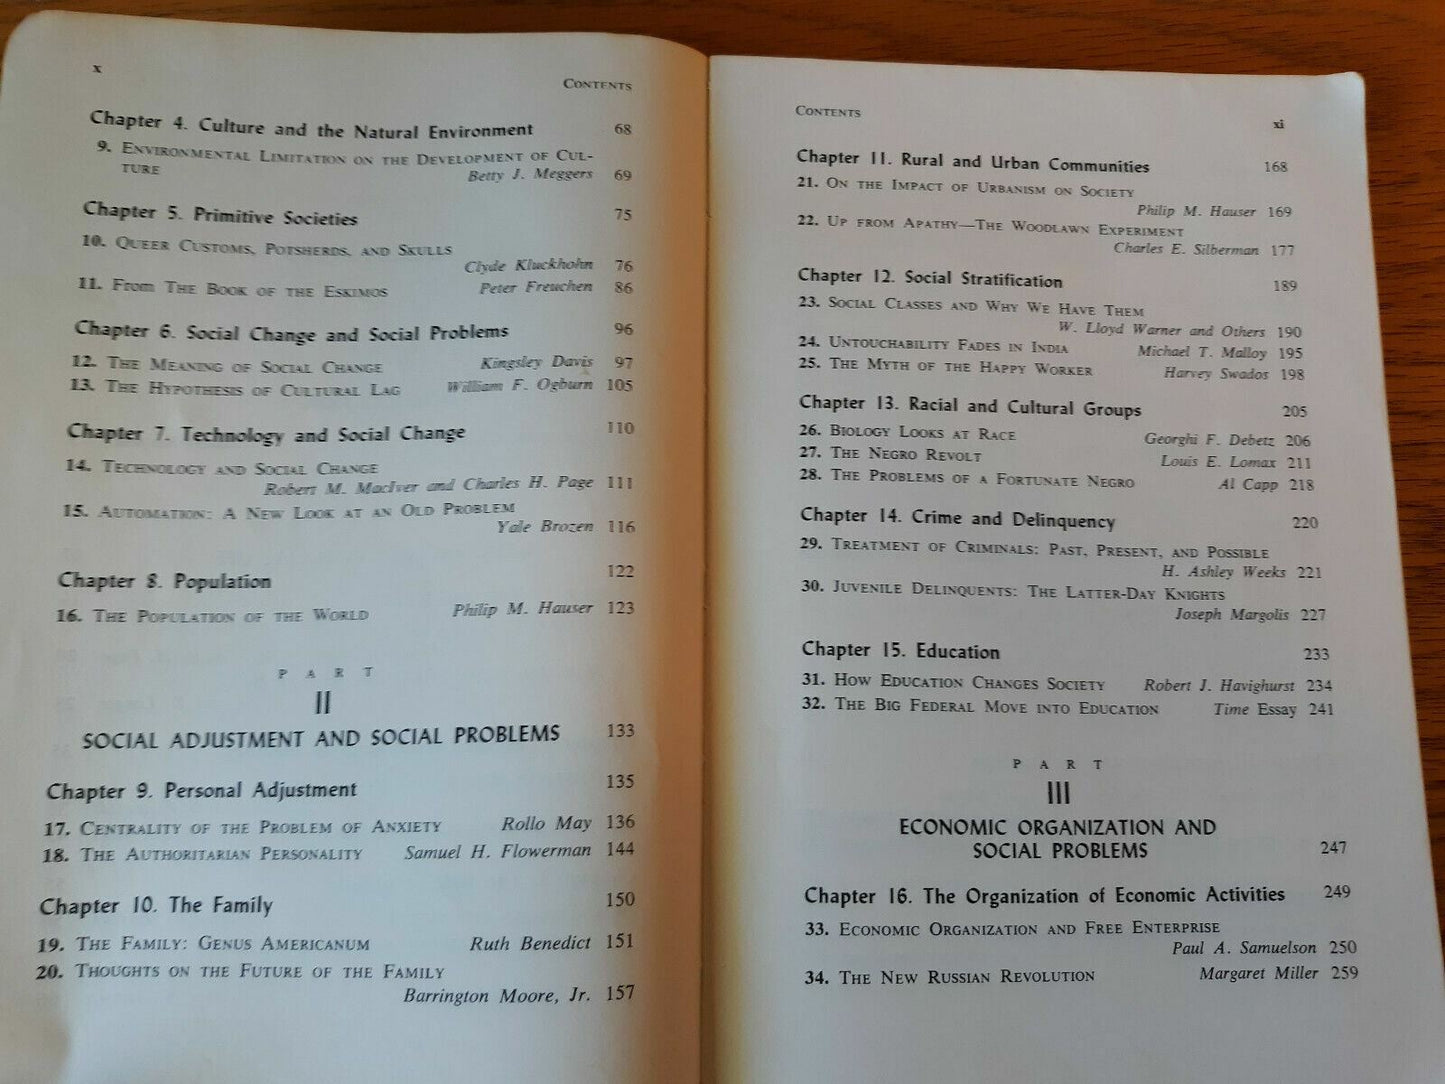 x
Contents
Chapter 4. Culture and the Natural Environment 68
9. Environmental Limitation on the Development of Cul-
ture Betty J. Meggers 69
Chapter 5. Primitive Societies 75
10. Queer Customs, Potsherds, and Skulls
Clyde Kluckhohn 76
11. From The Book of the Eskimos Peter Freuchen 86
Chapter 6. Social Change and Social Problems 96
12. The Meaning of Social Change Kingsley Davis 97
13. The Hypothesis of Cultural Lag William F. Ogburn 105
Chapter 7. Technology and Social Change 110
14. Technology and Social Change
Robert M. MacIver and Charles H. Page 111
15. Automation: A New Look at an Old Problem
Yale Brozen 116
Chapter 8. Population 122
16. The Population of the World Philip M. Hauser 123
PART
II
SOCIAL ADJUSTMENT AND SOCIAL PROBLEMS 133
Chapter 9. Personal Adjustment 135
17. Centrality of the Problem of Anxiety Rollo May 136
18. The Authoritarian Personality Samuel H. Flowerman 144
Chapter 10. The Family 150
19. The Family: Genus Americanum Ruth Benedict 151
20. Thoughts on the Future of the Family
Barrington Moore, Jr. 157
Contents
xi
Chapter 11. Rural and Urban Communities 168
21. On the Impact of Urbanism on Society
Philip M. Hauser 169
22. Up from Apathy—The Woodlawn Experiment
Charles E. Silberman 177
Chapter 12. Social Stratification 189
23. Social Classes and Why We Have Them
W. Lloyd Warner and Others 190
24. Untouchability Fades in India Michael T. Malloy 195
25. The Myth of the Happy Worker Harvey Swados 198
Chapter 13. Racial and Cultural Groups 205
26. Biology Looks at Race Georghi F. Debetz 206
27. The Negro Revolt Louis E. Lomax 211
28. The Problems of a Fortunate Negro Al Capp 218
Chapter 14. Crime and Delinquency 220
29. Treatment of Criminals: Past, Present, and Possible
H. Ashley Weeks 221
30. Juvenile Delinquents: The Latter-Day Knights
Joseph Margolis 227
Chapter 15. Education 233
31. How Education Changes Society Robert J. Havighurst 234
32. The Big Federal Move into Education Time Essay 241
PART
III
ECONOMIC ORGANIZATION AND
SOCIAL PROBLEMS 247
Chapter 16. The Organization of Economic Activities 249
33. Economic Organization and Free Enterprise
Paul A. Samuelson 250
34. The New Russian Revolution Margaret Miller 259